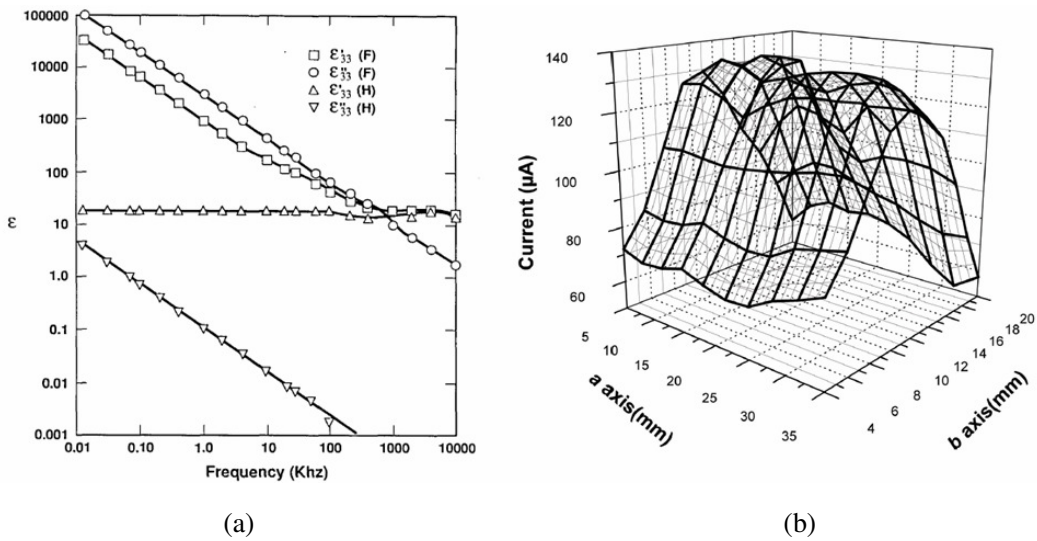 100000
10000
1000
100
10
1.0
0.1
0.01
0.001
ε
0.01 0.10 1.0 10 100 1000 10000
Frequency (Khz)
ε'33 (F)
ε''33 (F)
ε'33 (H)
ε''33 (H)
(a)
140
120
100
80
60
Current (μA)
5 10 15 20 25 30 35
a axis(mm)
4 6 8 10 12 14 16 18 20
b axis(mm)
(b)